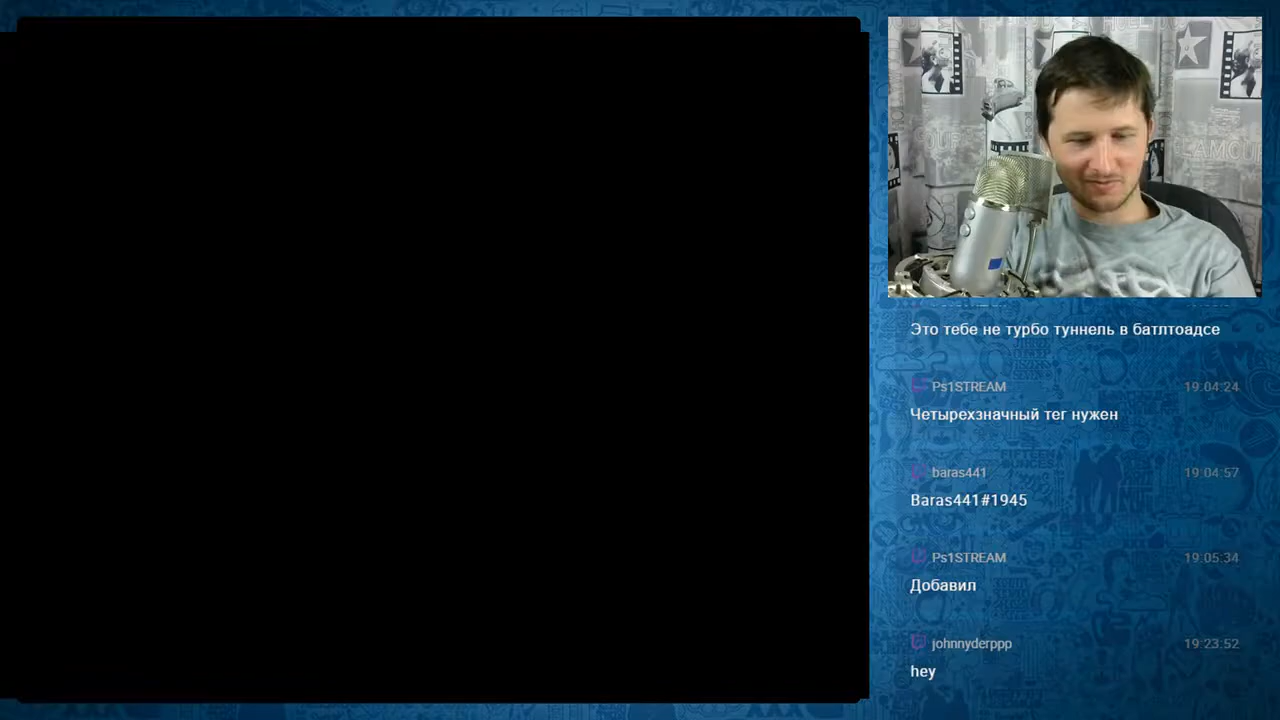 Это тебе не турбо туннель в батлтоадсе
Ps1STREAM 19:04:24
Четырехзначный тег нужен
baras441 19:04:57
Baras441#1945
Ps1STREAM 19:05:34
Добавил
johnnyderppp 19:23:52
hey